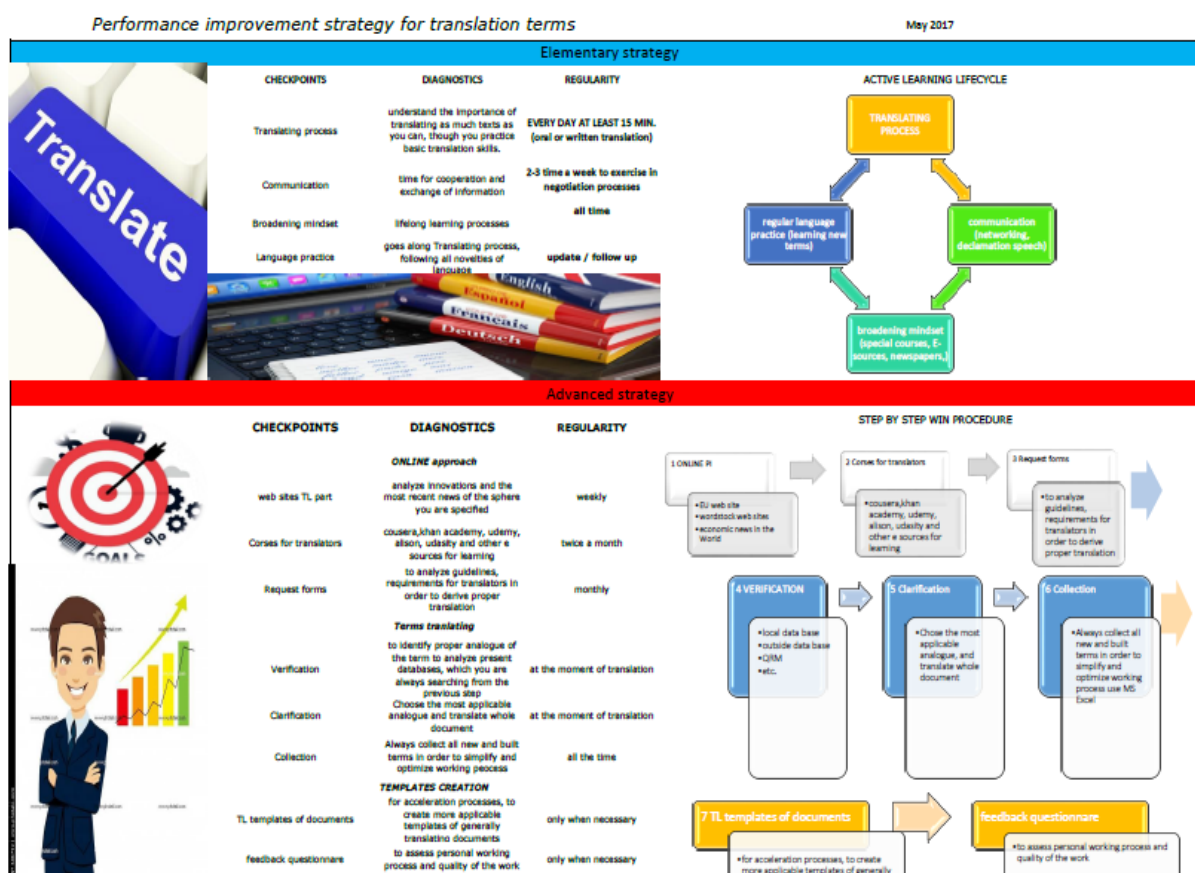 Performance improvement strategy for translation terms
May 2017
Elementary strategy
Translate
CHECKPOINTS
DIAGNOSTICS
REGULARITY
Translating process
understand the importance of
translating as much texts as
you can, though you practice
basic translation skills.
EVERY DAY AT LEAST 15 MIN.
(oral or written translation)
Communication
time for cooperation and
exchange of information
2-3 time a week to exercise in
negotiation processes
Broadening mindset
lifelong learning processes
all time
Language practice
goes along Translating process,
following all novelties of
language
update / follow up
English
Español
Francais
Deutsch
ACTIVE LEARNING LIFECYCLE
TRANSLATING
PROCESS
regular language
practice (learning new
terms)
communication
(networking,
declamation speech)
broadening mindset
(special courses, E-
sources, newspapers,)
Advanced strategy
GOALS
CHECKPOINTS
DIAGNOSTICS
REGULARITY
ONLINE approach
web sites TL part
analyze innovations and the
most recent news of the sphere
you are specified
weekly
Corses for translators
cousera,khan academy, udemy,
alison, udasity and other e
sources for learning
twice a month
Request forms
to analyze guidelines,
requirements for translators in
order to derive proper
translation
monthly
Terms tranlating
Verification
to identify proper analogue of
the term to analyze present
databases, which you are
always searching from the
previous step
at the moment of translation
Clarification
Choose the most applicable
analogue and translate whole
document
at the moment of translation
Collection
Always collect all new and built
terms in order to simplify and
optimize working peocess
all the time
TEMPLATES CREATION
TL templates of documents
for acceleration processes, to
create more applicable
templates of generally
translating documents
only when necessary
feedback questionnare
to assess personal working
process and quality of the work
only when necessary
STEP BY STEP WIN PROCEDURE
1 ONLINE PI
•EU web site
•wordstock web sites
•economic news in the
World
2 Corses for translators
•cousera,khan
academy, udemy,
alison, udasity and
other e sources for
learning
3 Request forms
•to analyze
guidelines,
requirements for
translators in
order to derive
proper translation
4 VERIFICATION
•local data base
•outside data base
•QRM
•etc.
5 Clarification
•Chose the most
applicable
analogue, and
translate whole
document
6 Collection
•Always collect all
new and built
terms in order to
simplify and
optimize working
process use MS
Excel
7 TL templates of documents
•for acceleration processes, to create
more applicable templates of generally
feedback questionnare
•to assess personal working process and
quality of the work